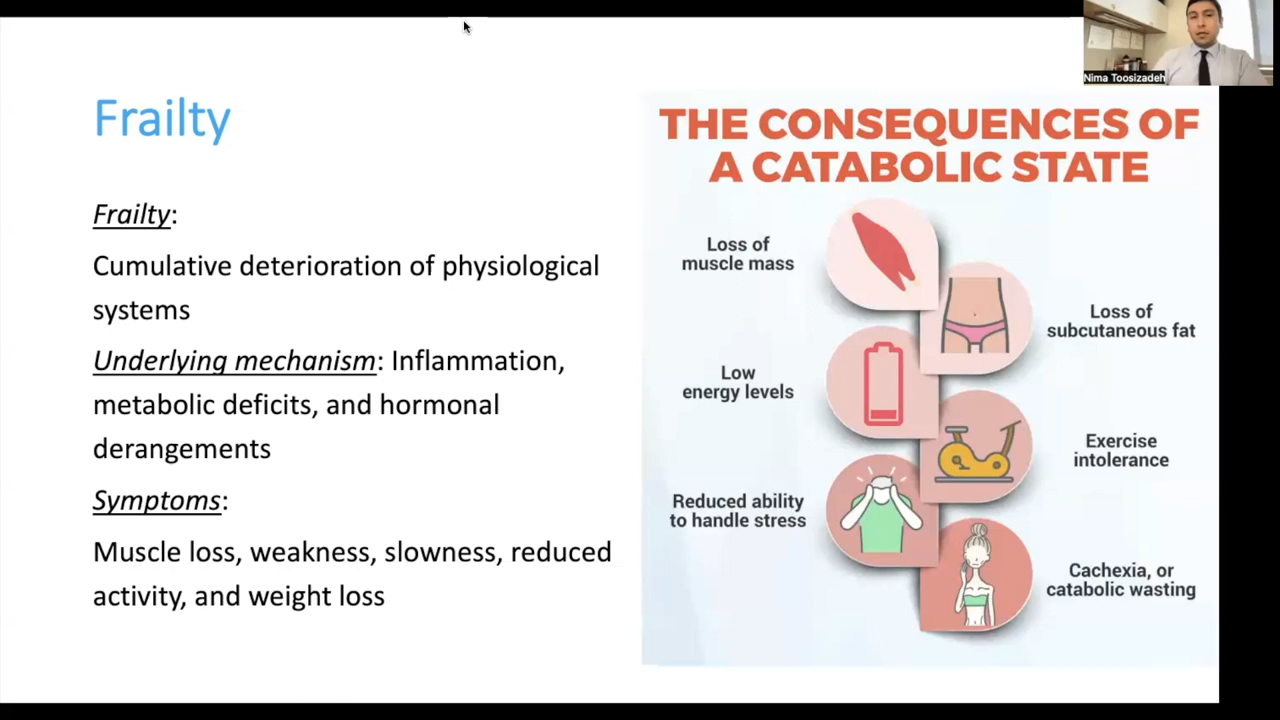 Nima Toosizadeh
Frailty
Frailty:
Cumulative deterioration of physiological
systems
Underlying mechanism: Inflammation,
metabolic deficits, and hormonal
derangements
Symptoms:
Muscle loss, weakness, slowness, reduced
activity, and weight loss
THE CONSEQUENCES OF
A CATABOLIC STATE
Loss of
muscle mass
Loss of
subcutaneous fat
Low
energy levels
Exercise
intolerance
Reduced ability
to handle stress
Cachexia, or
catabolic wasting